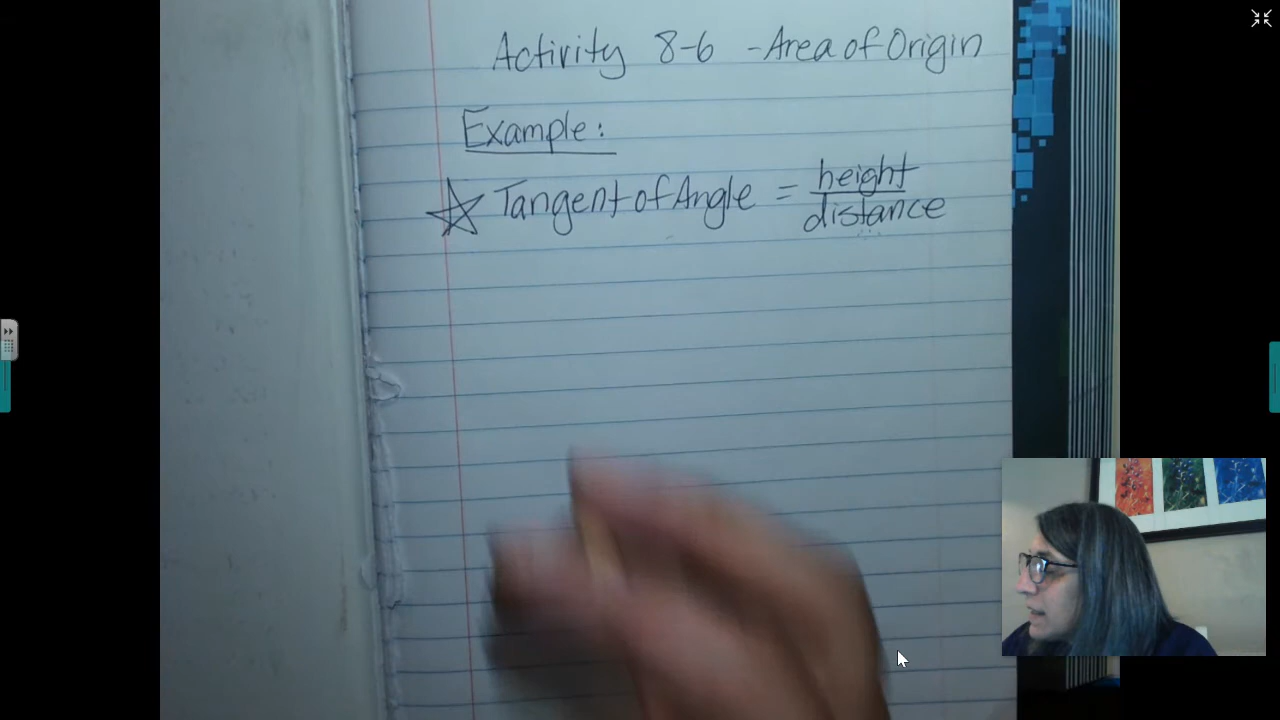 Activity 8-6 - Area of Origin
Example:
☆ Tangent of Angle = height
distance